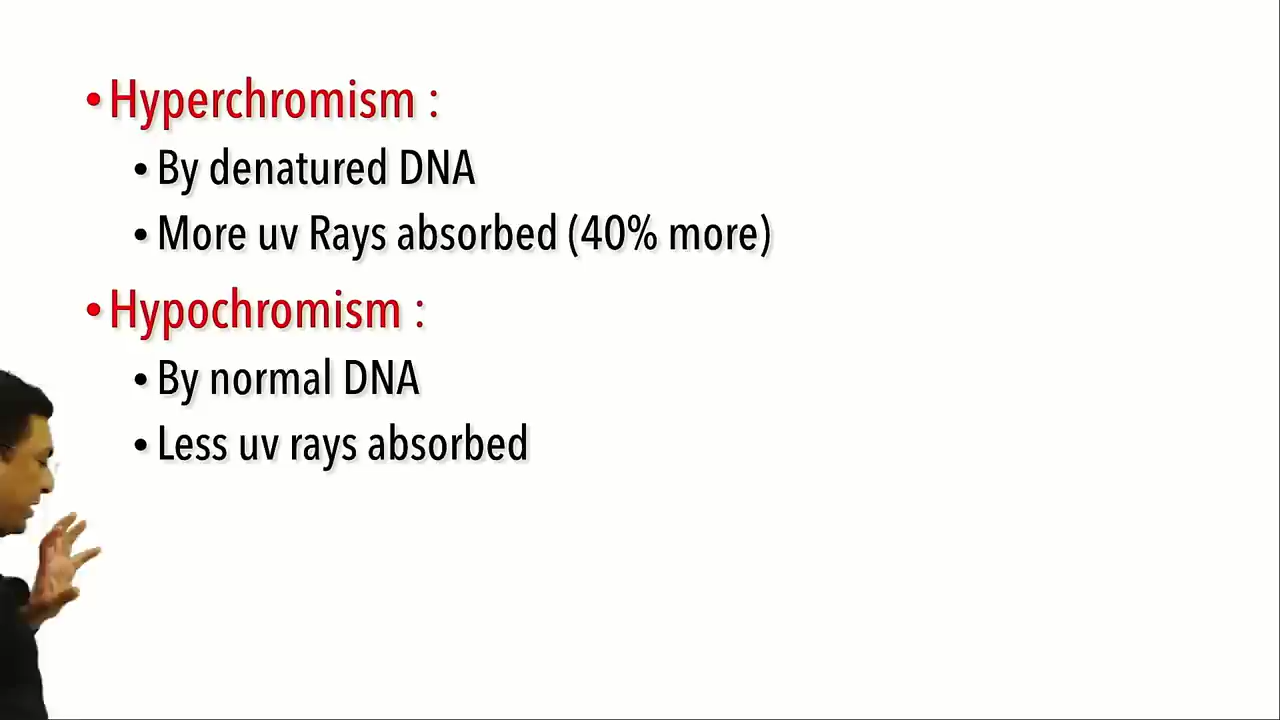 • Hyperchromism :
• By denatured DNA
• More uv Rays absorbed (40% more)
• Hypochromism :
• By normal DNA
• Less uv rays absorbed